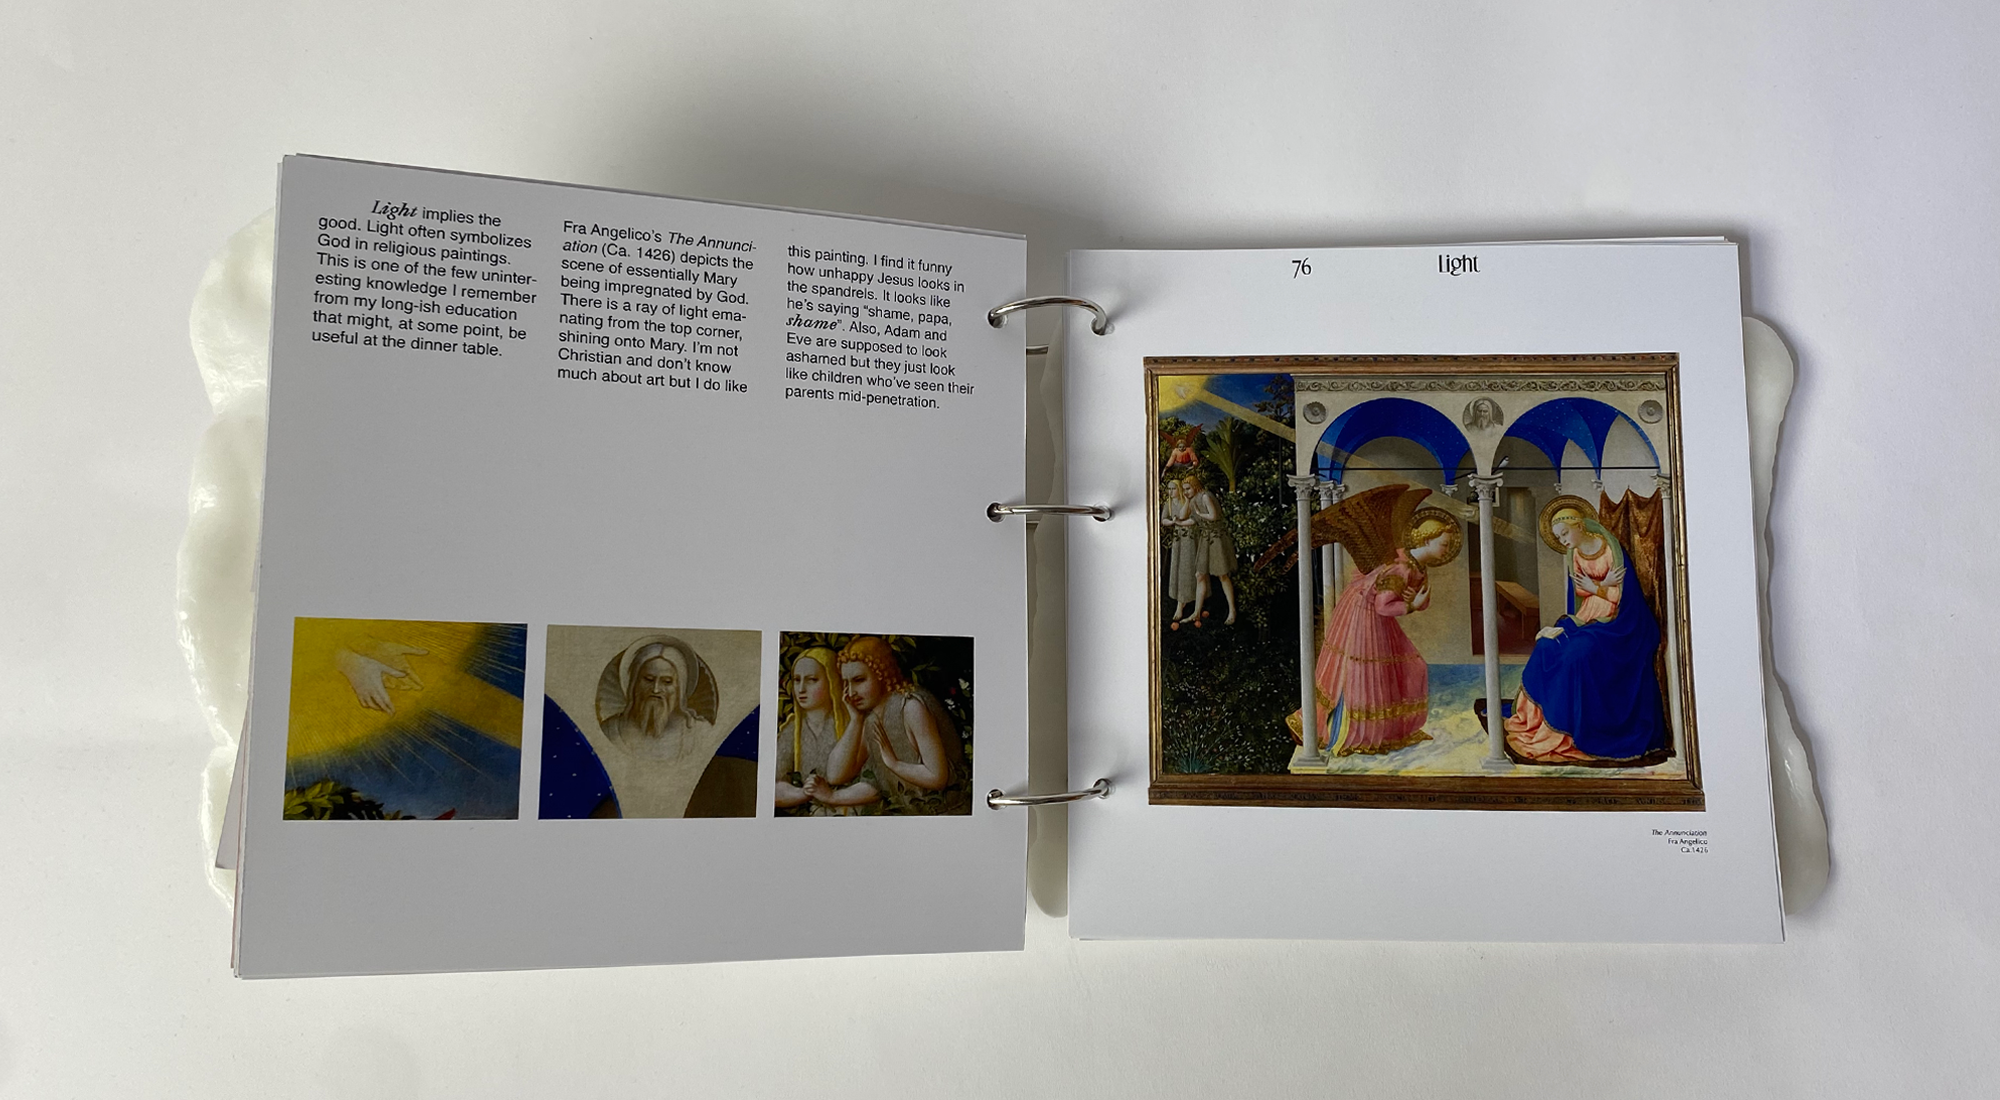 Light implies the
good. Light often symbolizes
God in religious paintings.
This is one of the few uninter-
esting knowledge I remember
from my long-ish education
that might, at some point, be
useful at the dinner table.
Fra Angelico's The Annunci-
ation (Ca. 1426) depicts the
scene of essentially Mary
being impregnated by God.
There is a ray of light ema-
nating from the top corner,
shining onto Mary. I'm not
Christian and don't know
much about art but I do like
this painting. I find it funny
how unhappy Jesus looks in
the spandrels. It looks like
he's saying "shame, papa,
shame". Also, Adam and
Eve are supposed to look
ashamed but they just look
like children who've seen their
parents mid-penetration.
76 Light
The Annunciation
Fra Angelico
Ca.1426